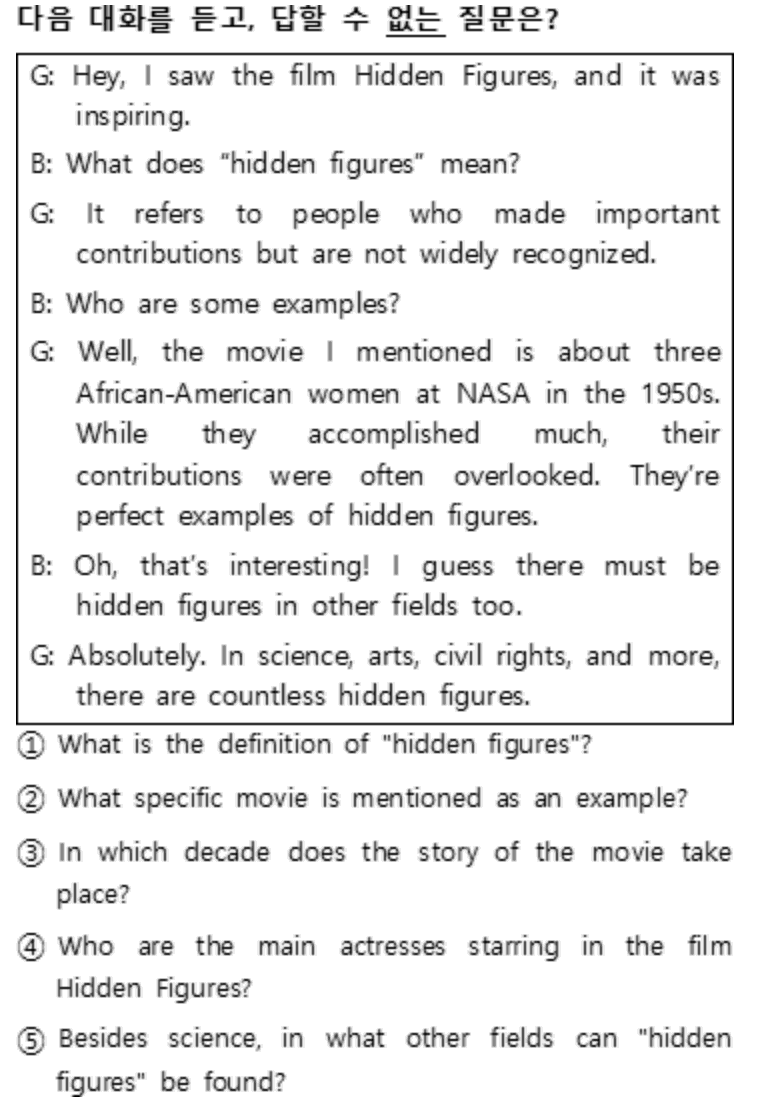 다음 대화를 듣고, 답할 수 없는 질문은?
G: Hey, I saw the film Hidden Figures, and it was
inspiring.
B: What does "hidden figures" mean?
G: It refers to people who made important
contributions but are not widely recognized.
B: Who are some examples?
G: Well, the movie I mentioned is about three
African-American women at NASA in the 1950s.
While they accomplished much, their
contributions were often overlooked. They're
perfect examples of hidden figures.
B: Oh, that's interesting! I guess there must be
hidden figures in other fields too.
G: Absolutely. In science, arts, civil rights, and more,
there are countless hidden figures.
① What is the definition of "hidden figures"?
② What specific movie is mentioned as an example?
③ In which decade does the story of the movie take
place?
④ Who are the main actresses starring in the film
Hidden Figures?
⑤ Besides science, in what other fields can "hidden
figures" be found?